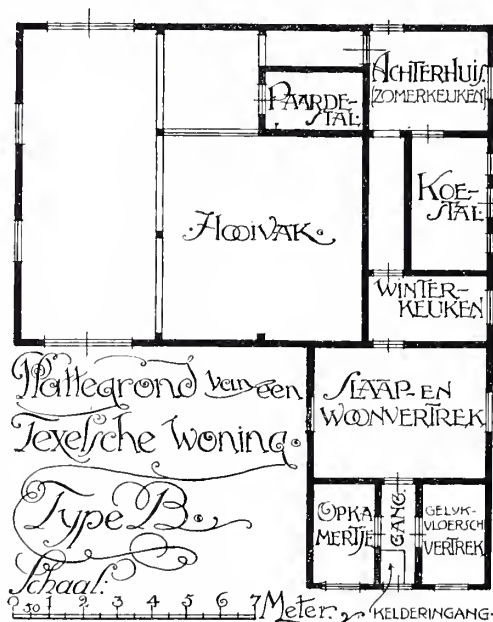 ACHTERHUIS.
(ZOMERKEUKEN)
PAARDE-
STAL.
KOE-
STAL.
HOOIVAK.
WINTER-
KEUKEN
SLAAP- EN
WOONVERTREK
Plattegrond van een
Texelsche Woning.
Type B.
OPKA
MERTJE
GANG.
GELYK-
VLOERSCH
VERTREK
Schaal:
0 50 1 2 3 4 5 6 7 Meter.
KELDERINGANG.